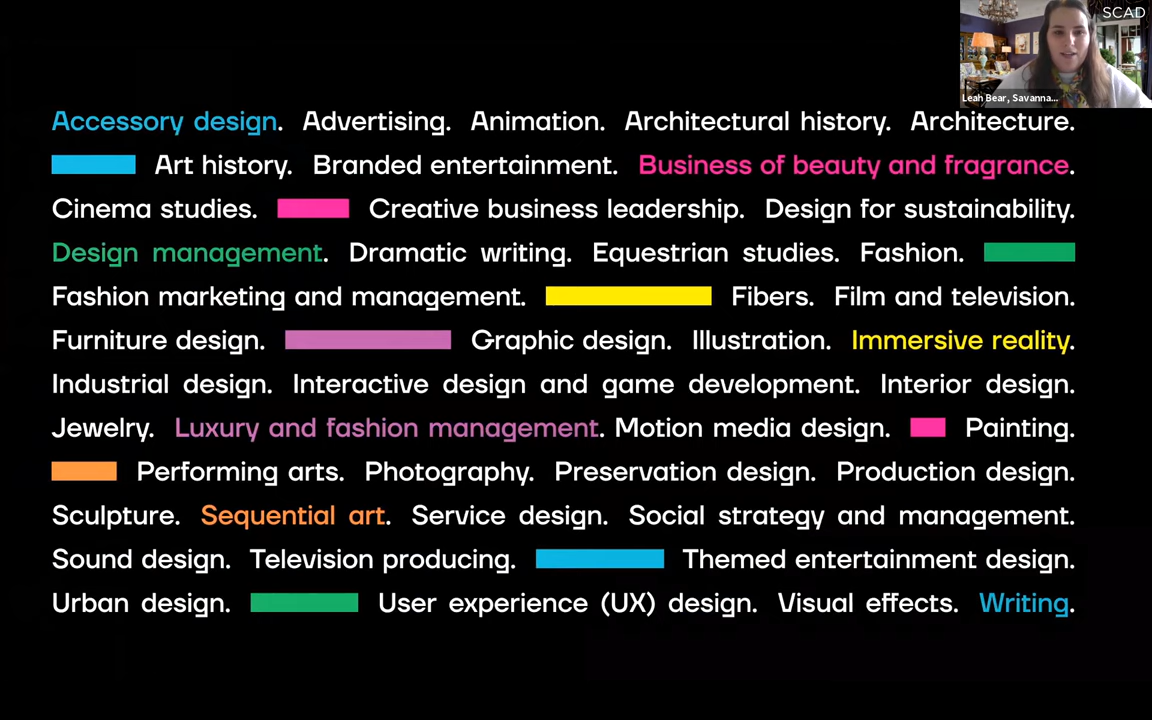 SCAD
Leah Bear, Savanna...
Accessory design. Advertising. Animation. Architectural history. Architecture.
Art history. Branded entertainment. Business of beauty and fragrance.
Cinema studies. Creative business leadership. Design for sustainability.
Design management. Dramatic writing. Equestrian studies. Fashion.
Fashion marketing and management. Fibers. Film and television.
Furniture design. Graphic design. Illustration. Immersive reality.
Industrial design. Interactive design and game development. Interior design.
Jewelry. Luxury and fashion management. Motion media design. Painting.
Performing arts. Photography. Preservation design. Production design.
Sculpture. Sequential art. Service design. Social strategy and management.
Sound design. Television producing. Themed entertainment design.
Urban design. User experience (UX) design. Visual effects. Writing.